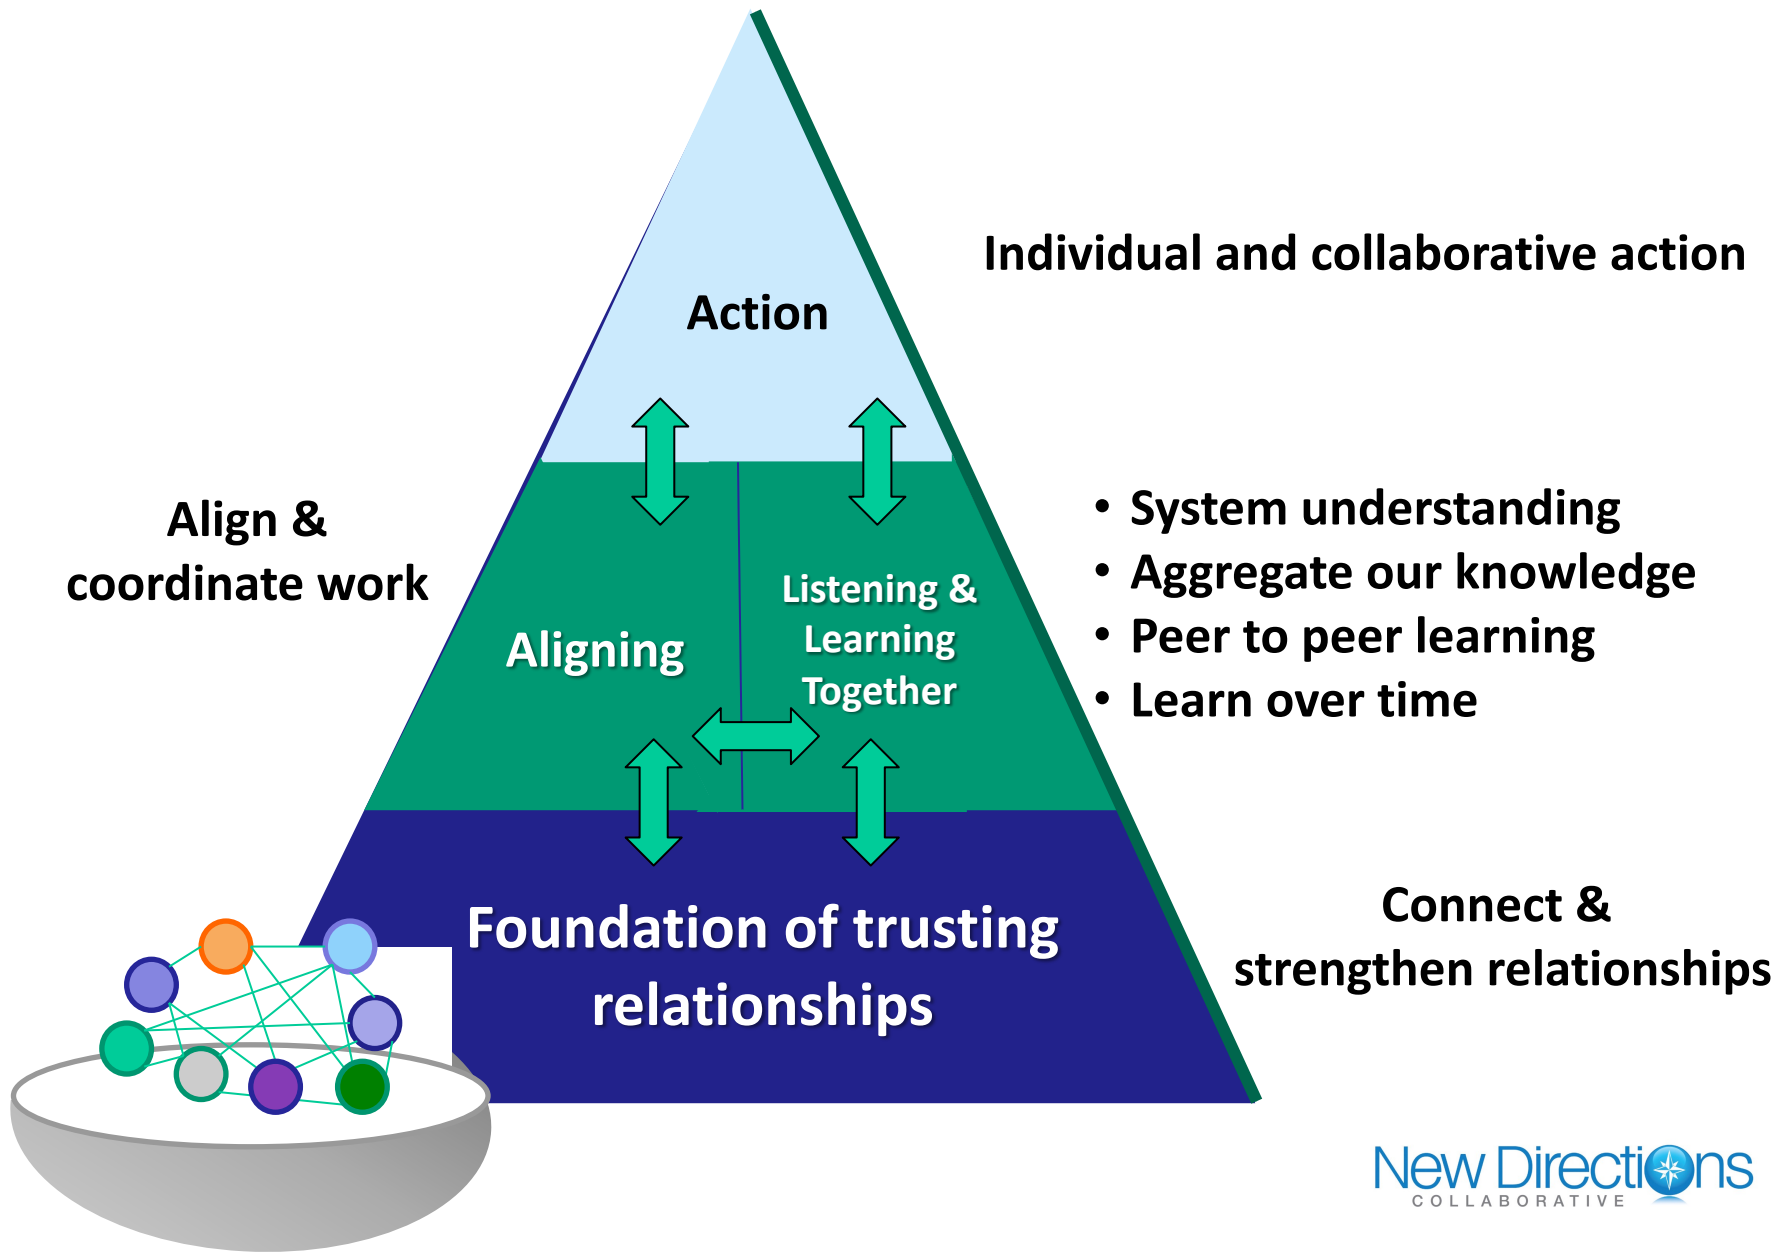 Individual and collaborative action
Action
Align &
coordinate work
• System understanding
• Aggregate our knowledge
• Peer to peer learning
• Learn over time
Aligning
Listening &
Learning
Together
Foundation of trusting
relationships
Connect &
strengthen relationships
New Directions
COLLABORATIVE